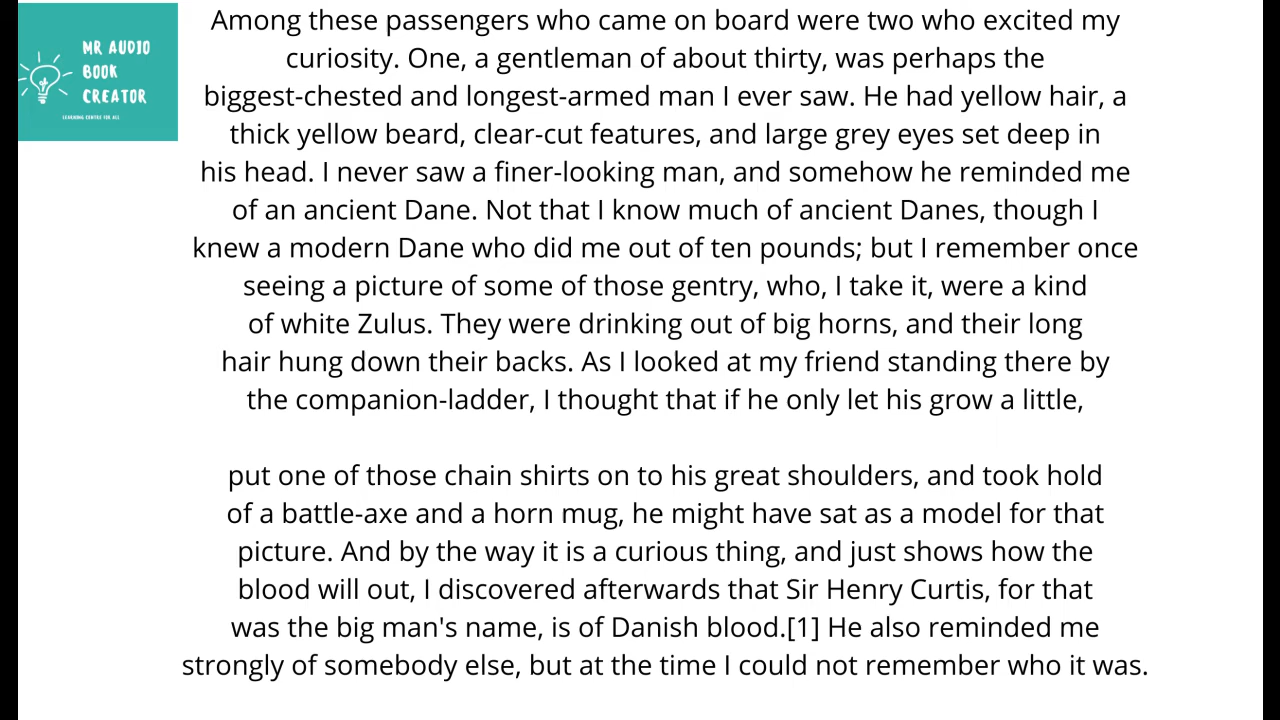 MR AUDIO
BOOK
CREATOR
LEARNING CENTRE FOR ALL
Among these passengers who came on board were two who excited my
curiosity. One, a gentleman of about thirty, was perhaps the
biggest-chested and longest-armed man I ever saw. He had yellow hair, a
thick yellow beard, clear-cut features, and large grey eyes set deep in
his head. I never saw a finer-looking man, and somehow he reminded me
of an ancient Dane. Not that I know much of ancient Danes, though I
knew a modern Dane who did me out of ten pounds; but I remember once
seeing a picture of some of those gentry, who, I take it, were a kind
of white Zulus. They were drinking out of big horns, and their long
hair hung down their backs. As I looked at my friend standing there by
the companion-ladder, I thought that if he only let his grow a little,
put one of those chain shirts on to his great shoulders, and took hold
of a battle-axe and a horn mug, he might have sat as a model for that
picture. And by the way it is a curious thing, and just shows how the
blood will out, I discovered afterwards that Sir Henry Curtis, for that
was the big man's name, is of Danish blood.[1] He also reminded me
strongly of somebody else, but at the time I could not remember who it was.